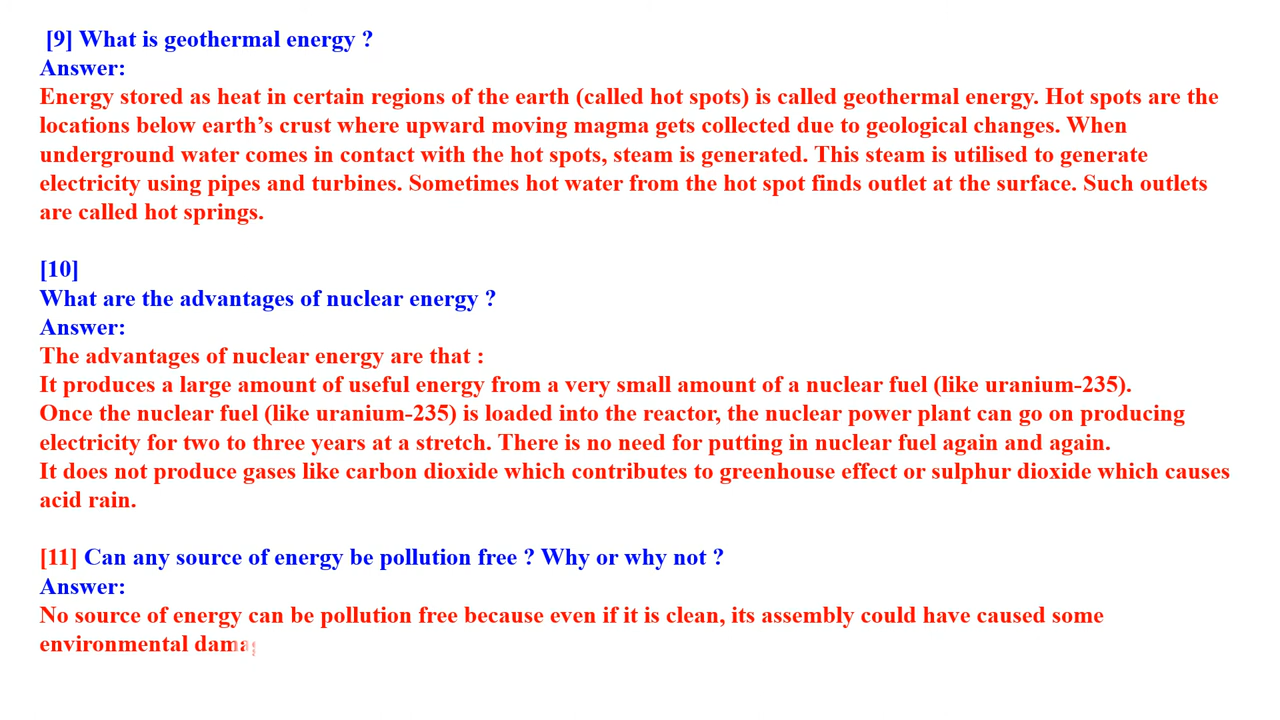 [9] What is geothermal energy ?
Answer:
Energy stored as heat in certain regions of the earth (called hot spots) is called geothermal energy. Hot spots are the
locations below earth’s crust where upward moving magma gets collected due to geological changes. When
underground water comes in contact with the hot spots, steam is generated. This steam is utilised to generate
electricity using pipes and turbines. Sometimes hot water from the hot spot finds outlet at the surface. Such outlets
are called hot springs.
[10]
What are the advantages of nuclear energy ?
Answer:
The advantages of nuclear energy are that :
It produces a large amount of useful energy from a very small amount of a nuclear fuel (like uranium-235).
Once the nuclear fuel (like uranium-235) is loaded into the reactor, the nuclear power plant can go on producing
electricity for two to three years at a stretch. There is no need for putting in nuclear fuel again and again.
It does not produce gases like carbon dioxide which contributes to greenhouse effect or sulphur dioxide which causes
acid rain.
[11] Can any source of energy be pollution free ? Why or why not ?
Answer:
No source of energy can be pollution free because even if it is clean, its assembly could have caused some
environmental